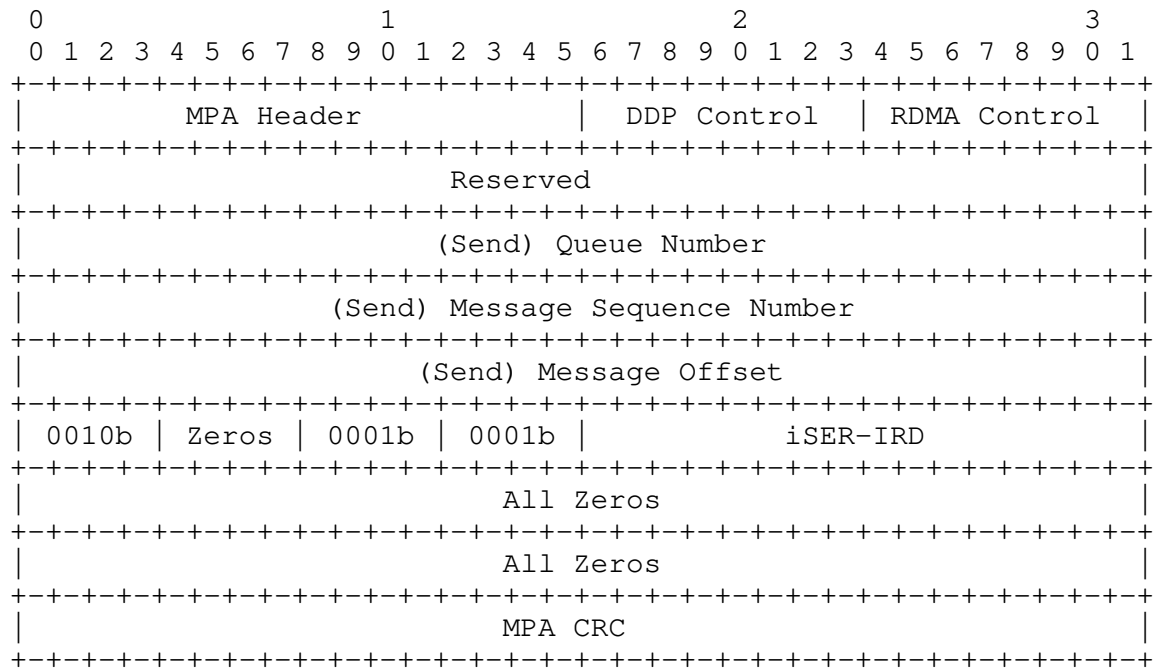 0                   1                   2                   3
 0 1 2 3 4 5 6 7 8 9 0 1 2 3 4 5 6 7 8 9 0 1 2 3 4 5 6 7 8 9 0 1
+-+-+-+-+-+-+-+-+-+-+-+-+-+-+-+-+-+-+-+-+-+-+-+-+-+-+-+-+-+-+-+-+
|         MPA Header            |  DDP Control  | RDMA Control  |
+-+-+-+-+-+-+-+-+-+-+-+-+-+-+-+-+-+-+-+-+-+-+-+-+-+-+-+-+-+-+-+-+
|                        Reserved                               |
+-+-+-+-+-+-+-+-+-+-+-+-+-+-+-+-+-+-+-+-+-+-+-+-+-+-+-+-+-+-+-+-+
|                       (Send) Queue Number                     |
+-+-+-+-+-+-+-+-+-+-+-+-+-+-+-+-+-+-+-+-+-+-+-+-+-+-+-+-+-+-+-+-+
|                 (Send) Message Sequence Number                |
+-+-+-+-+-+-+-+-+-+-+-+-+-+-+-+-+-+-+-+-+-+-+-+-+-+-+-+-+-+-+-+-+
|                      (Send) Message Offset                    |
+-+-+-+-+-+-+-+-+-+-+-+-+-+-+-+-+-+-+-+-+-+-+-+-+-+-+-+-+-+-+-+-+
| 0010b | Zeros | 0001b | 0001b |           iSER-IRD            |
+-+-+-+-+-+-+-+-+-+-+-+-+-+-+-+-+-+-+-+-+-+-+-+-+-+-+-+-+-+-+-+-+
|                           All Zeros                           |
+-+-+-+-+-+-+-+-+-+-+-+-+-+-+-+-+-+-+-+-+-+-+-+-+-+-+-+-+-+-+-+-+
|                           All Zeros                           |
+-+-+-+-+-+-+-+-+-+-+-+-+-+-+-+-+-+-+-+-+-+-+-+-+-+-+-+-+-+-+-+-+
|                           MPA CRC                             |
+-+-+-+-+-+-+-+-+-+-+-+-+-+-+-+-+-+-+-+-+-+-+-+-+-+-+-+-+-+-+-+-+